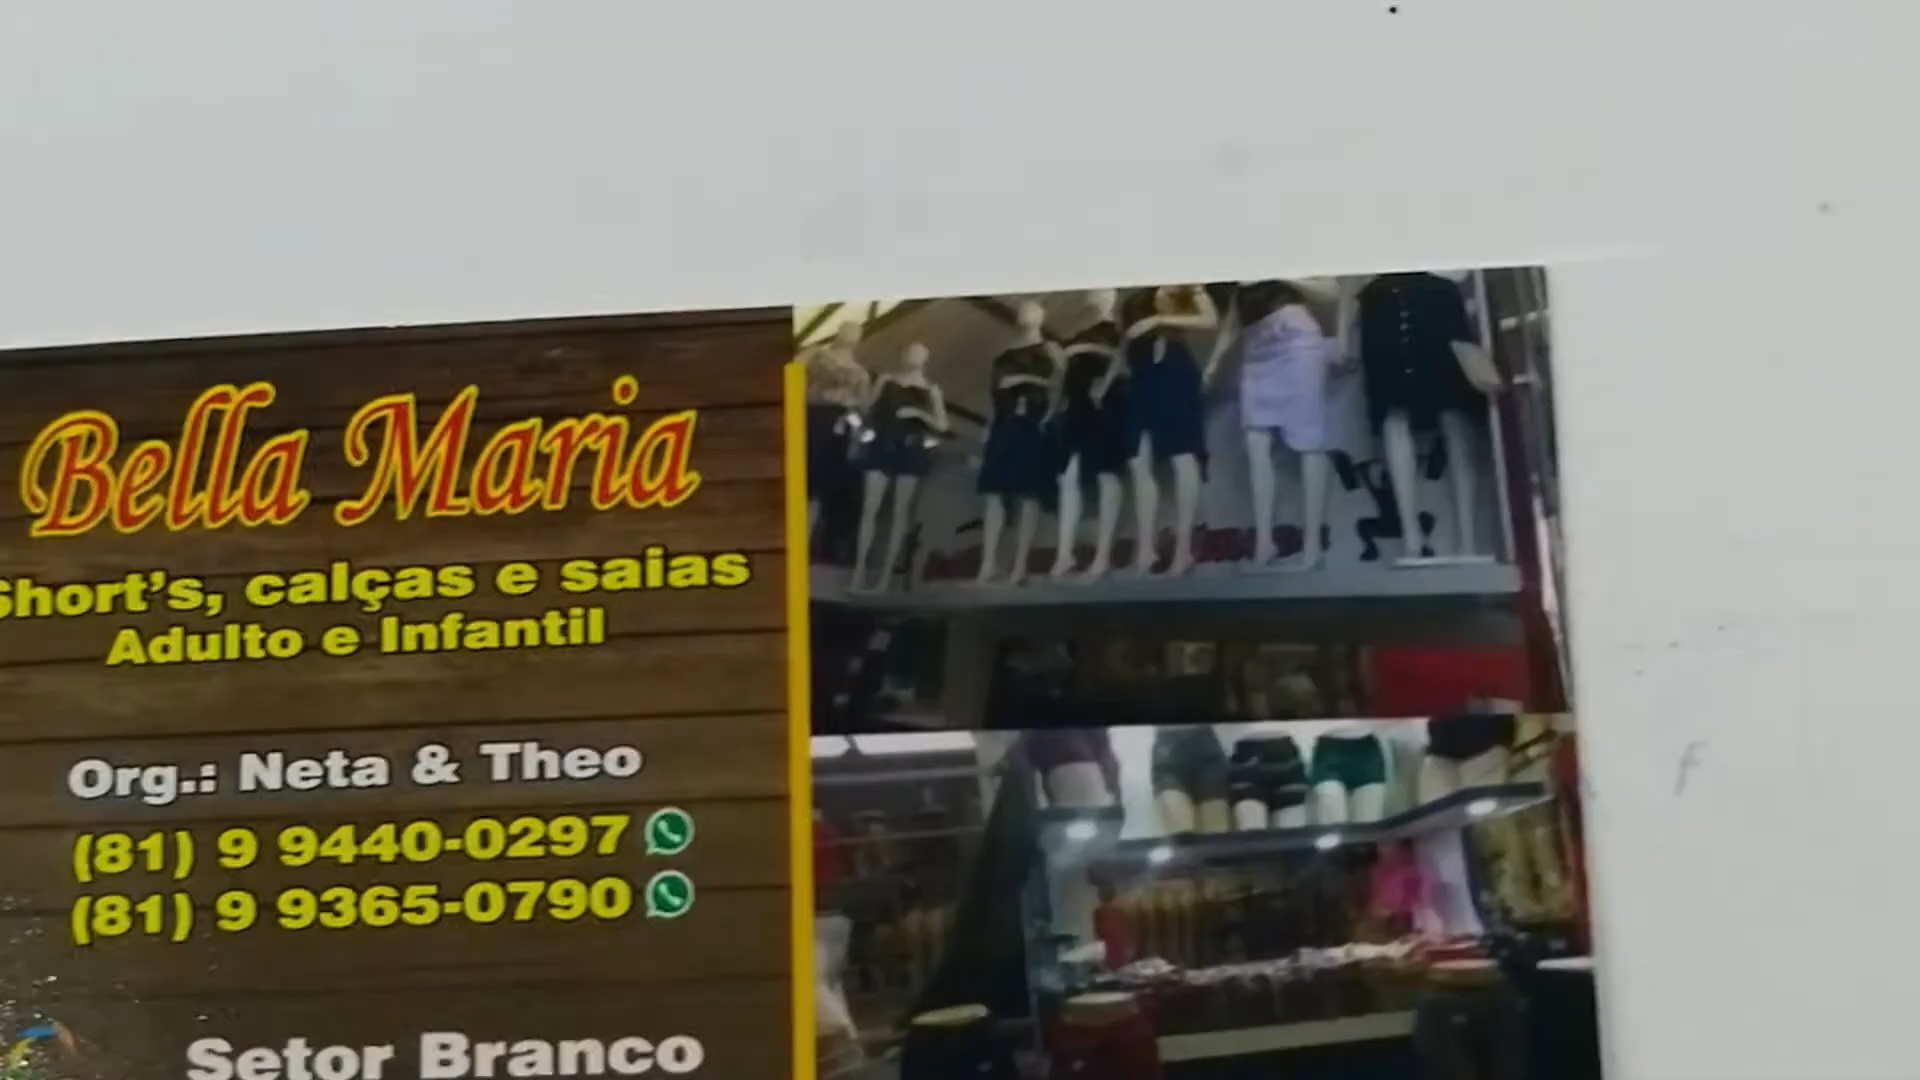 Bella Maria
Short's, calças e saias
Adulto e Infantil
Org.: Neta & Theo
(81) 9 9440-0297
(81) 9 9365-0790
Setor Branco